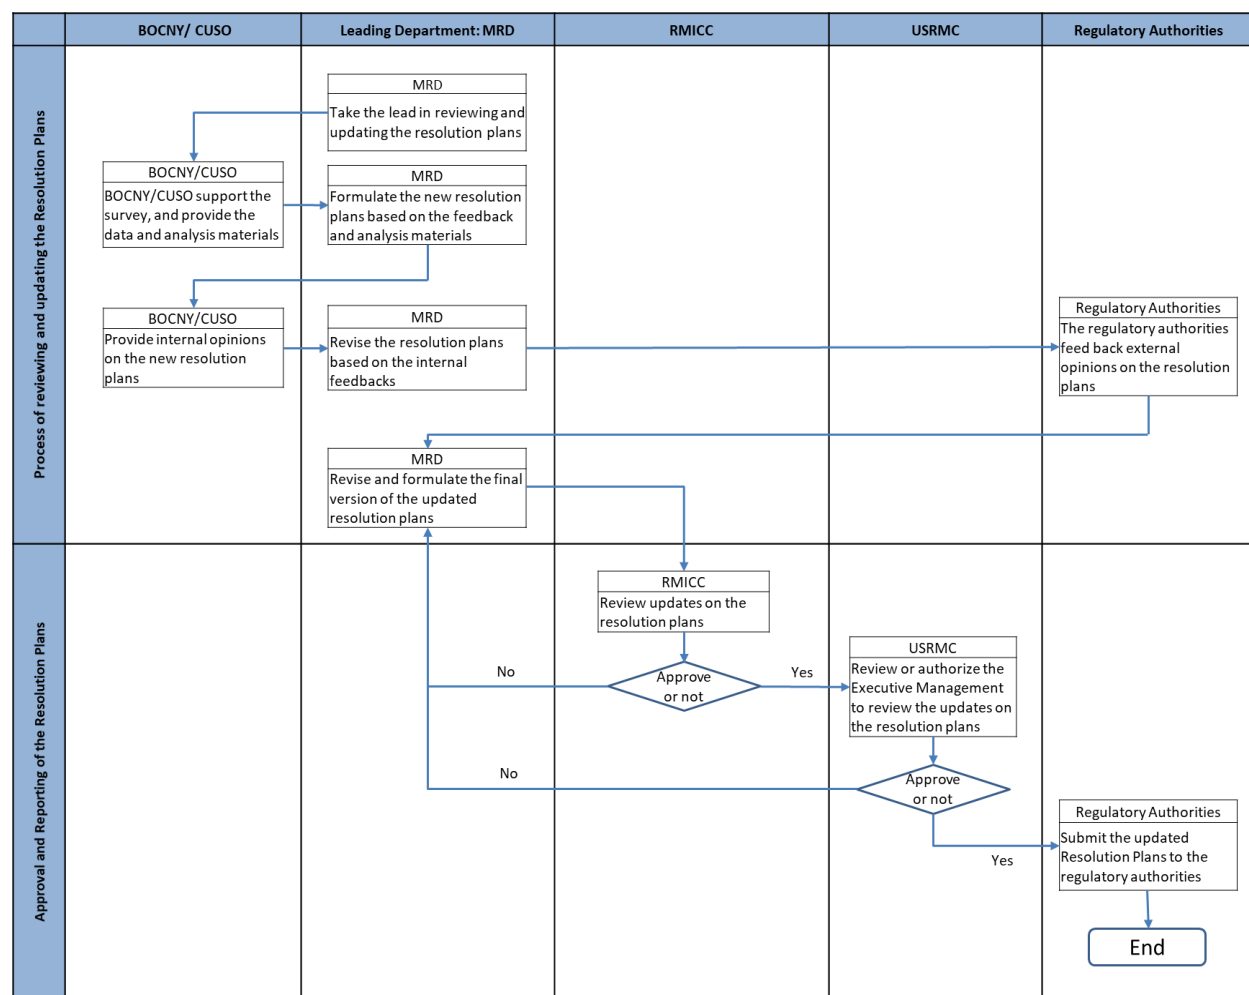 BOCNY/ CUSO
Leading Department: MRD
RMICC
USRMC
Regulatory Authorities
Process of reviewing and updating the Resolution Plans
MRD
Take the lead in reviewing and
updating the resolution plans
BOCNY/CUSO
BOCNY/CUSO support the
survey, and provide the
data and analysis materials
MRD
Formulate the new resolution
plans based on the feedback
and analysis materials
BOCNY/CUSO
Provide internal opinions
on the new resolution
plans
MRD
Revise the resolution plans
based on the internal
feedbacks
Regulatory Authorities
The regulatory authorities
feed back external
opinions on the resolution
plans
MRD
Revise and formulate the final
version of the updated
resolution plans
Approval and Reporting of the Resolution Plans
RMICC
Review updates on the
resolution plans
Approve
or not
No
Yes
USRMC
Review or authorize the
Executive Management
to review the updates on
the resolution plans
Approve
or not
No
Yes
Regulatory Authorities
Submit the updated
Resolution Plans to the
regulatory authorities
End